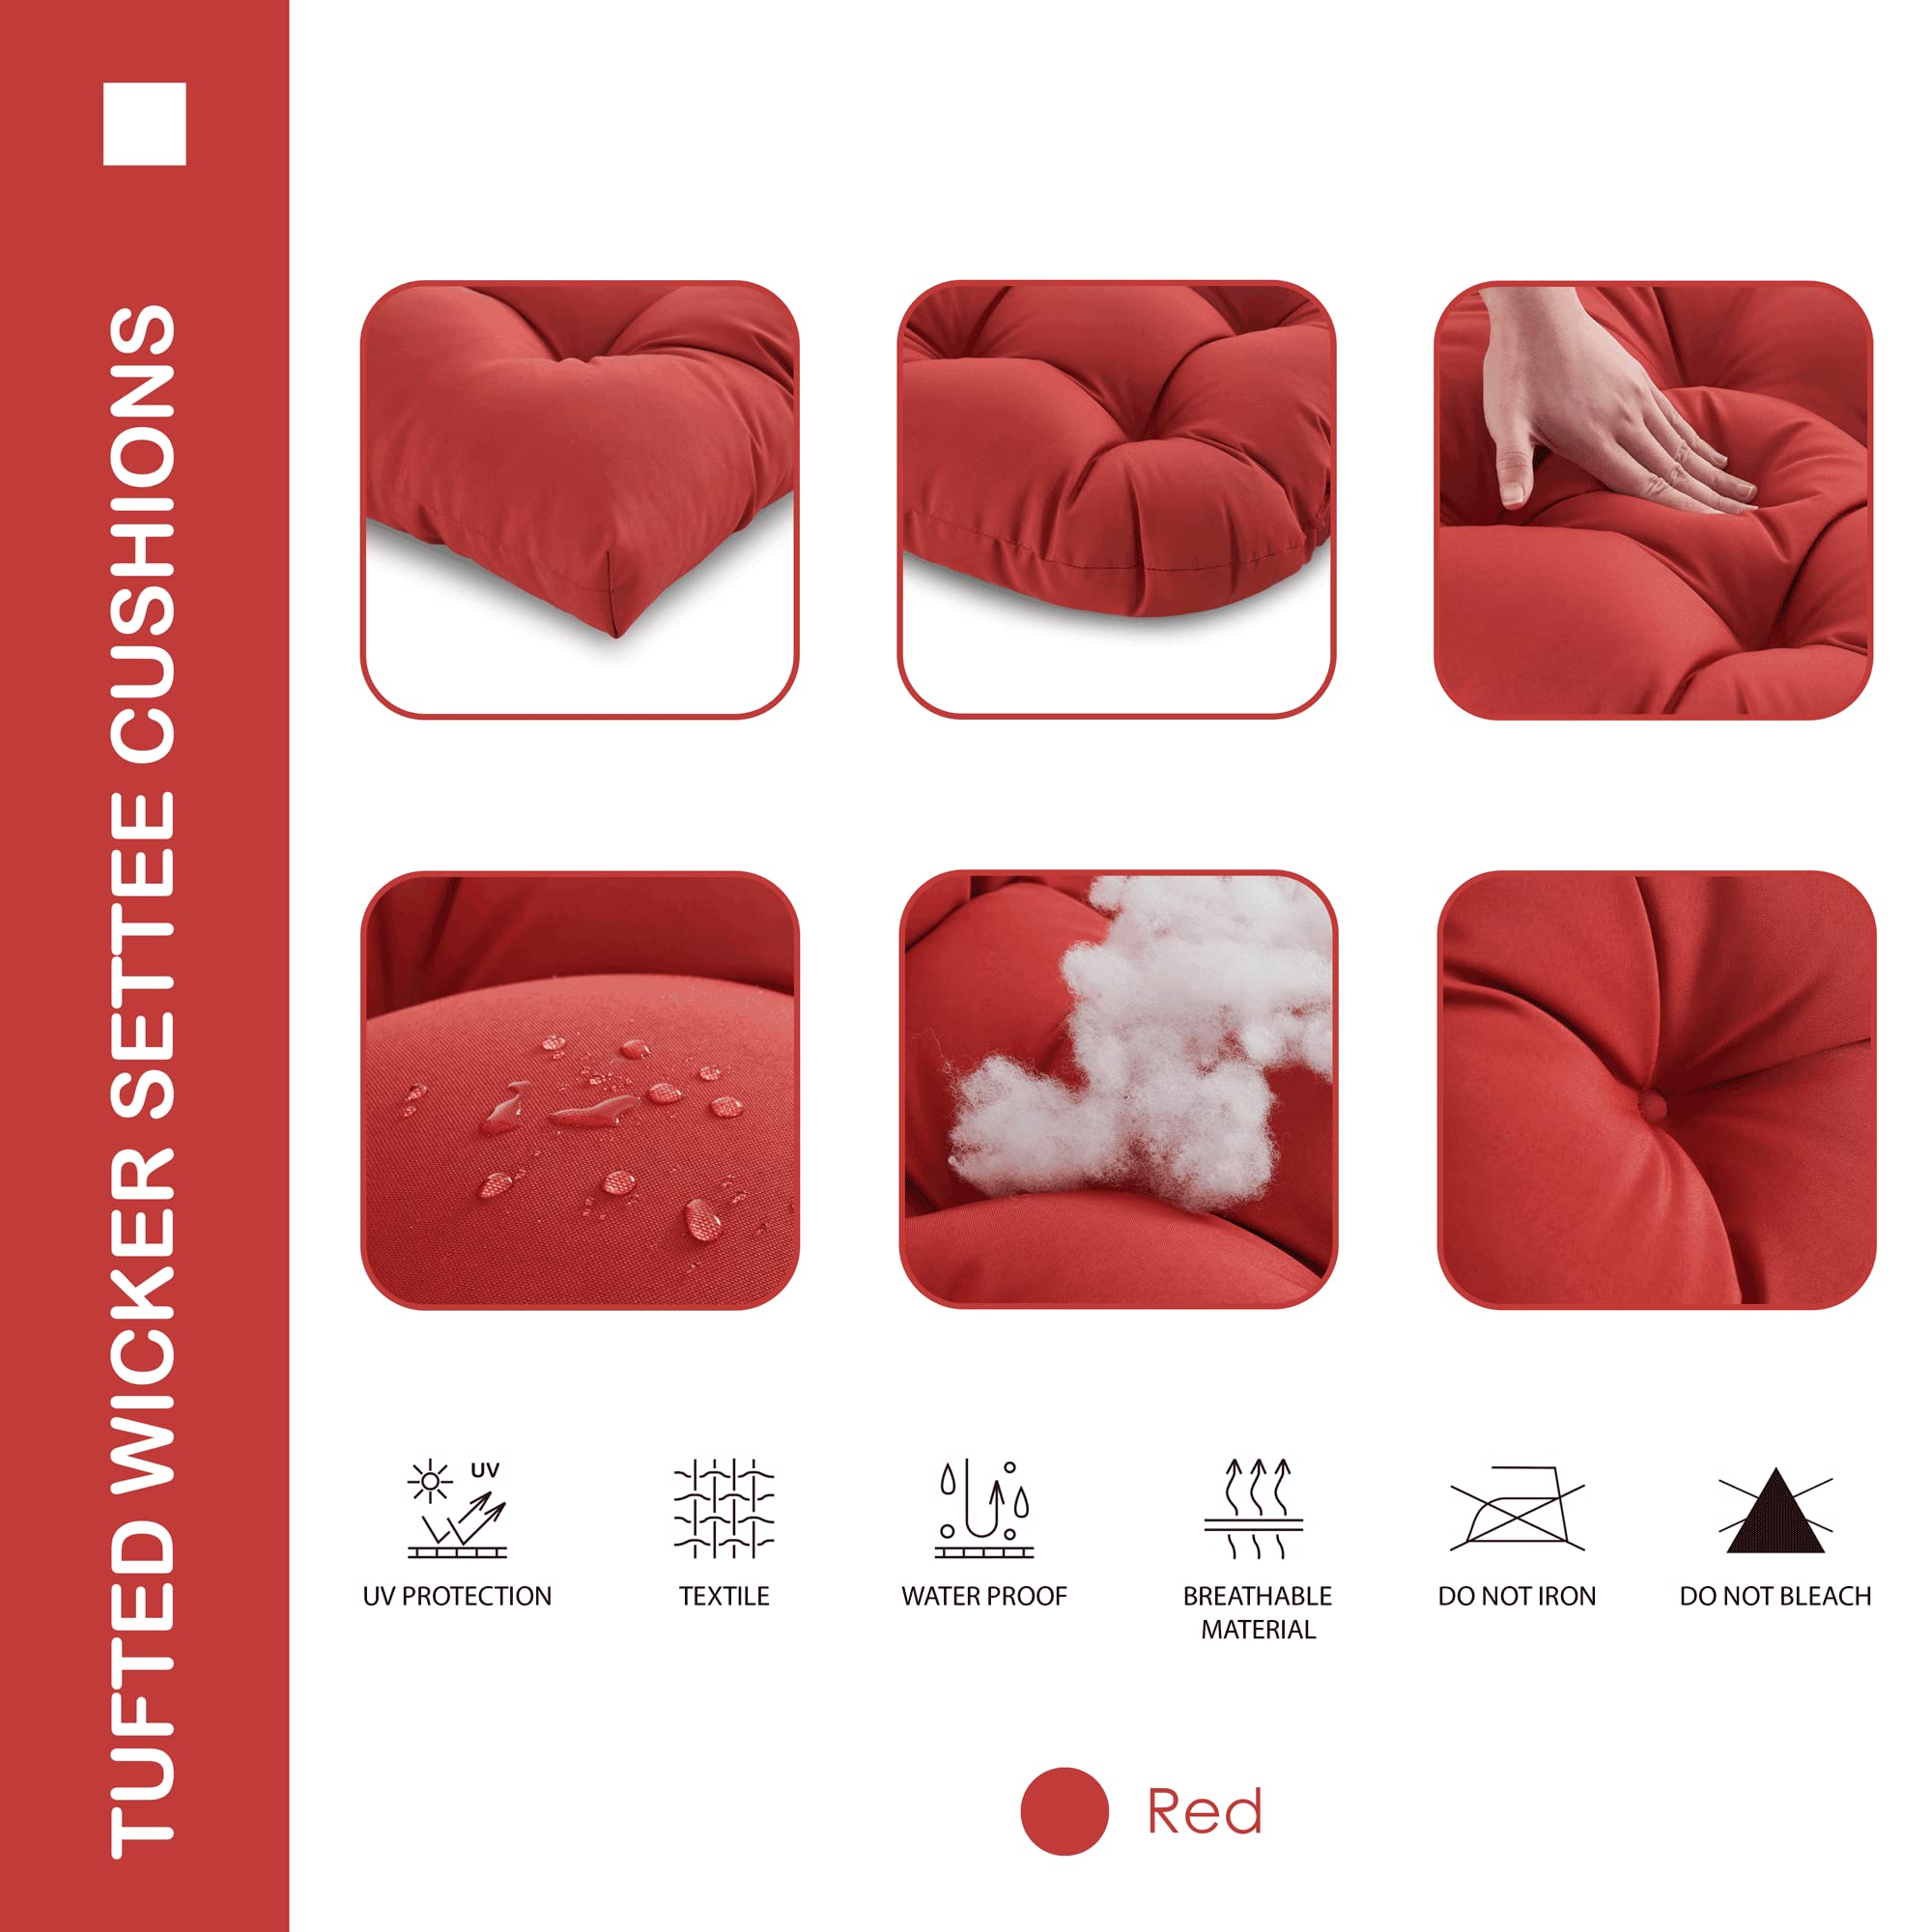 TUFTED WICKER SETTEE CUSHIONS
UV
UV PROTECTION
TEXTILE
WATER PROOF
BREATHABLE
MATERIAL
DO NOT IRON
DO NOT BLEACH
Red